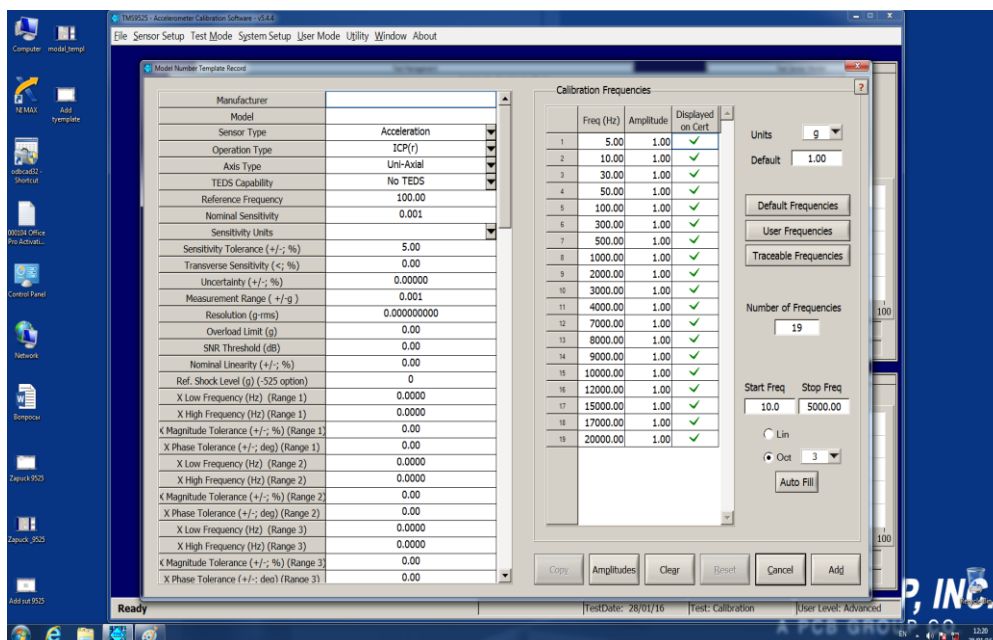 TMS9525 - Accelerometer Calibration Software - v5.4.4
File Sensor Setup Test Mode System Setup User Mode Utility Window About
Computer
modal_templ
NI MAX
Add tyemplate
odbcad32 - Shortcut
000104 Office Pro Activati...
Control Panel
Network
Вопросы
Zapuck 9525
Zapuck_9525
Add sut 9525
Model Number Template Record
Manufacturer
Model
Sensor Type Acceleration
Operation Type ICP(r)
Axis Type Uni-Axial
TEDS Capability No TEDS
Reference Frequency 100.00
Nominal Sensitivity 0.001
Sensitivity Units
Sensitivity Tolerance (+/-; %) 5.00
Transverse Sensitivity (<; %) 0.00
Uncertainty (+/-; %) 0.00000
Measurement Range ( +/-g ) 0.001
Resolution (g-rms) 0.000000000
Overload Limit (g) 0.00
SNR Threshold (dB) 0.00
Nominal Linearity (+/-; %) 0.00
Ref. Shock Level (g) (-525 option) 0
X Low Frequency (Hz) (Range 1) 0.0000
X High Frequency (Hz) (Range 1) 0.0000
X Magnitude Tolerance (+/-; %) (Range 1) 0.00
X Phase Tolerance (+/-; deg) (Range 1) 0.00
X Low Frequency (Hz) (Range 2) 0.0000
X High Frequency (Hz) (Range 2) 0.0000
X Magnitude Tolerance (+/-; %) (Range 2) 0.00
X Phase Tolerance (+/-; deg) (Range 2) 0.00
X Low Frequency (Hz) (Range 3) 0.0000
X High Frequency (Hz) (Range 3) 0.0000
X Magnitude Tolerance (+/-; %) (Range 3) 0.00
X Phase Tolerance (+/-; deg) (Range 3) 0.00
Calibration Frequencies
?
Freq (Hz) Amplitude Displayed on Cert
1 5.00 1.00
2 10.00 1.00
3 30.00 1.00
4 50.00 1.00
5 100.00 1.00
6 300.00 1.00
7 500.00 1.00
8 1000.00 1.00
9 2000.00 1.00
10 3000.00 1.00
11 4000.00 1.00
12 7000.00 1.00
13 8000.00 1.00
14 9000.00 1.00
15 10000.00 1.00
16 12000.00 1.00
17 15000.00 1.00
18 17000.00 1.00
19 20000.00 1.00
Units g
Default 1.00
Default Frequencies
User Frequencies
Traceable Frequencies
Number of Frequencies
19
Start Freq Stop Freq
10.0 5000.00
Lin
Oct 3
Auto Fill
Copy Amplitudes Clear Reset Cancel Add
100
100
Ready TestDate: 28/01/16 Test: Calibration User Level: Advanced
P, INC.
A PCB GROUP CO
EN 12:20